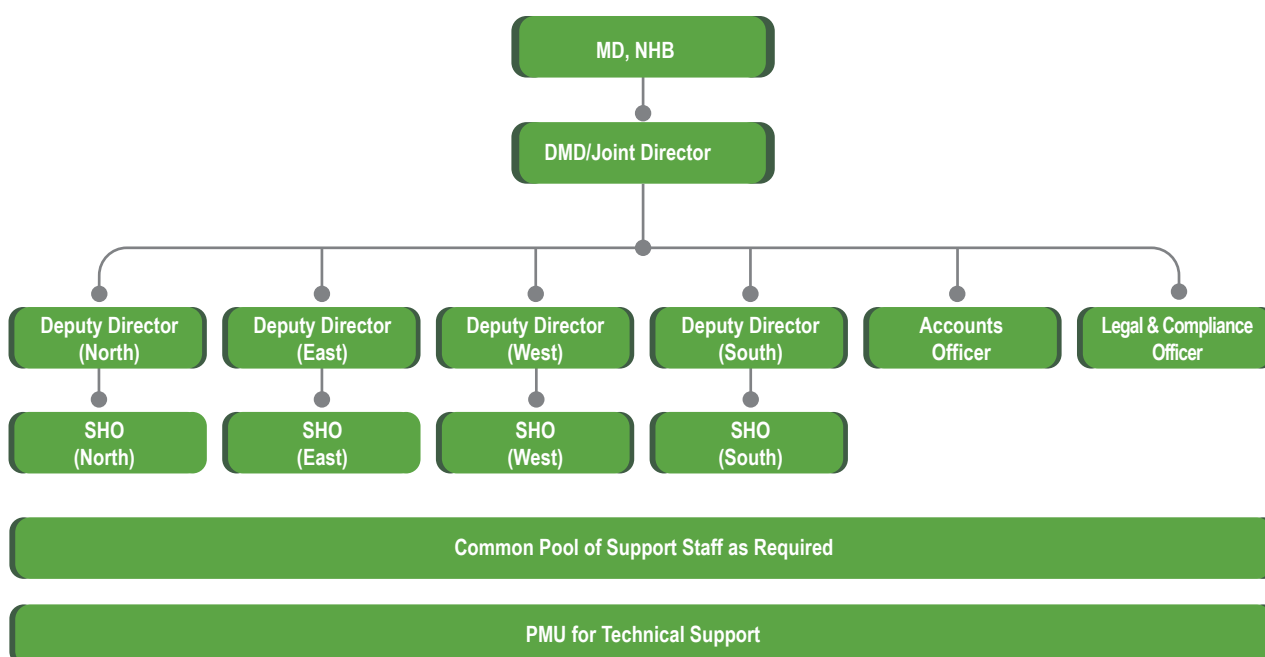 MD, NHB
DMD/Joint Director
Deputy Director
(North)
Deputy Director
(East)
Deputy Director
(West)
Deputy Director
(South)
Accounts
Officer
Legal & Compliance
Officer
SHO
(North)
SHO
(East)
SHO
(West)
SHO
(South)
Common Pool of Support Staff as Required
PMU for Technical Support